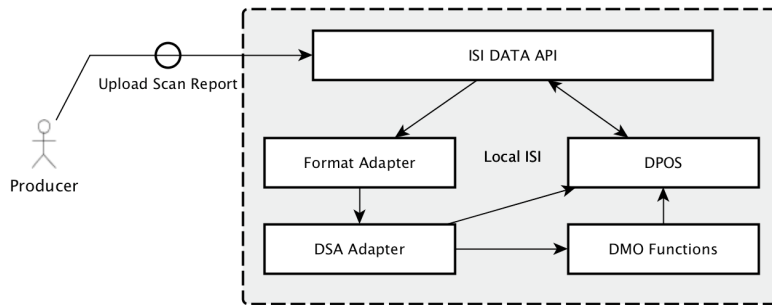 ISI DATA API
Upload Scan Report
Format Adapter
Local ISI
DPOS
Producer
DSA Adapter
DMO Functions